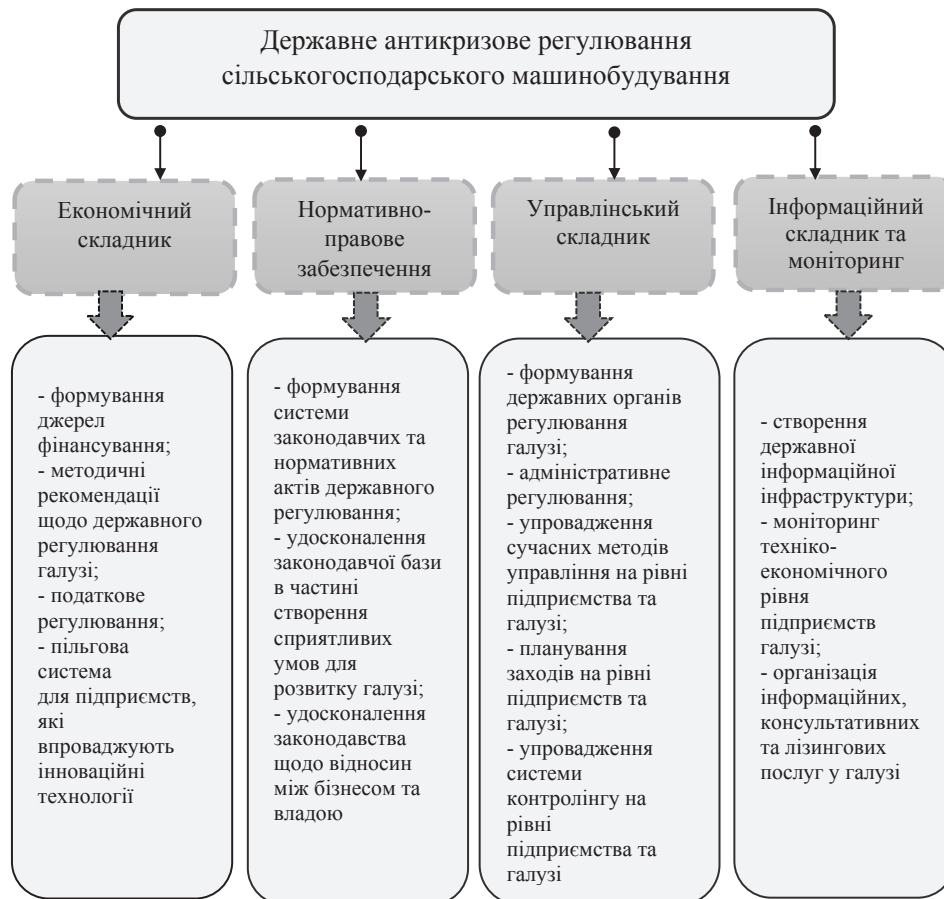 Державне антикризове регулювання
сільськогосподарського машинобудування
Економічний
складник
Нормативно-
правове
забезпечення
Управлінський
складник
Інформаційний
складник та
моніторинг
- формування
джерел
фінансування;
- методичні
рекомендації
щодо державного
регулювання
галузі;
- податкове
регулювання;
- пільгова
система
для підприємств,
які
впроваджують
інноваційні
технології
- формування
системи
законодавчих та
нормативних
актів державного
регулювання;
- удосконалення
законодавчої бази
в частині
створення
сприятливих
умов для
розвитку галузі;
- удосконалення
законодавства
щодо відносин
між бізнесом та
владою
- формування
державних органів
регулювання
галузі;
- адміністративне
регулювання;
- упровадження
сучасних методів
управління на рівні
підприємства та
галузі;
- планування
заходів на рівні
підприємств та
галузі;
- упровадження
системи
контролінгу на
рівні
підприємства та
галузі
- створення
державної
інформаційної
інфраструктури;
- моніторинг
техніко-
економічного
рівня
підприємств
галузі;
- організація
інформаційних,
консультативних
та лізингових
послуг у галузі